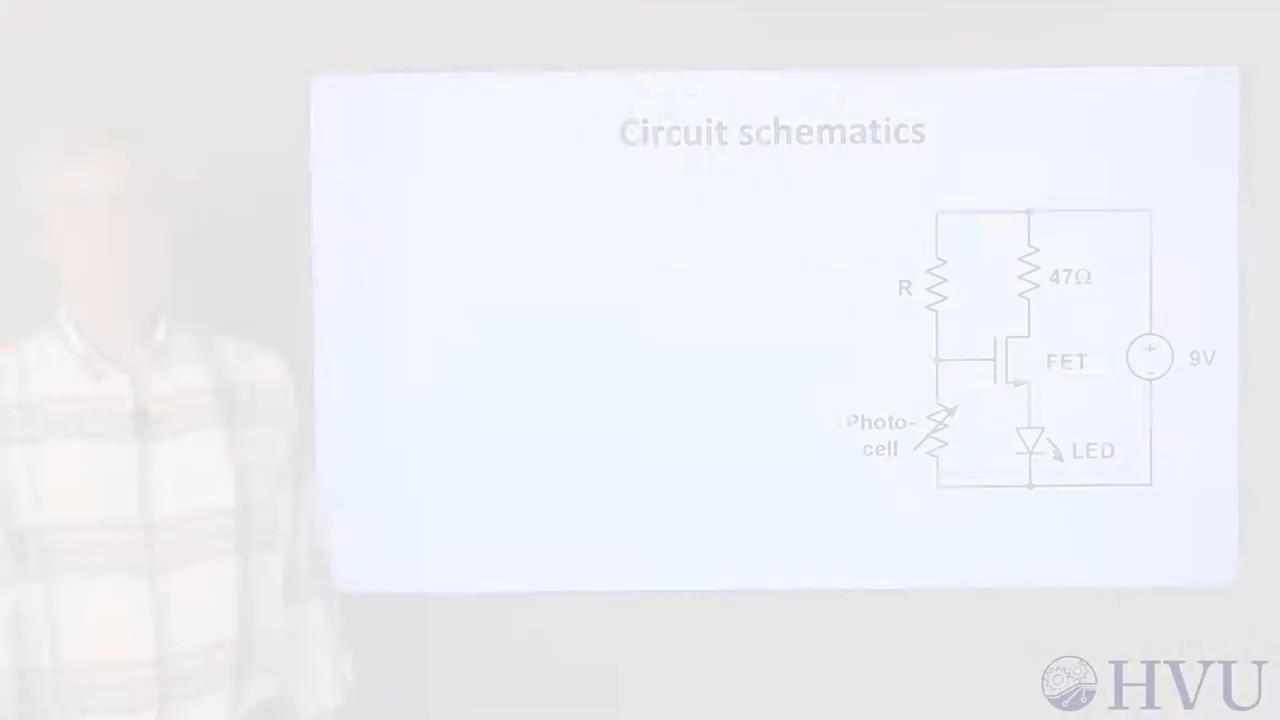 Circuit schematics
R
47Ω
+
FET
-
9V
Photo-
cell
LED
HVU